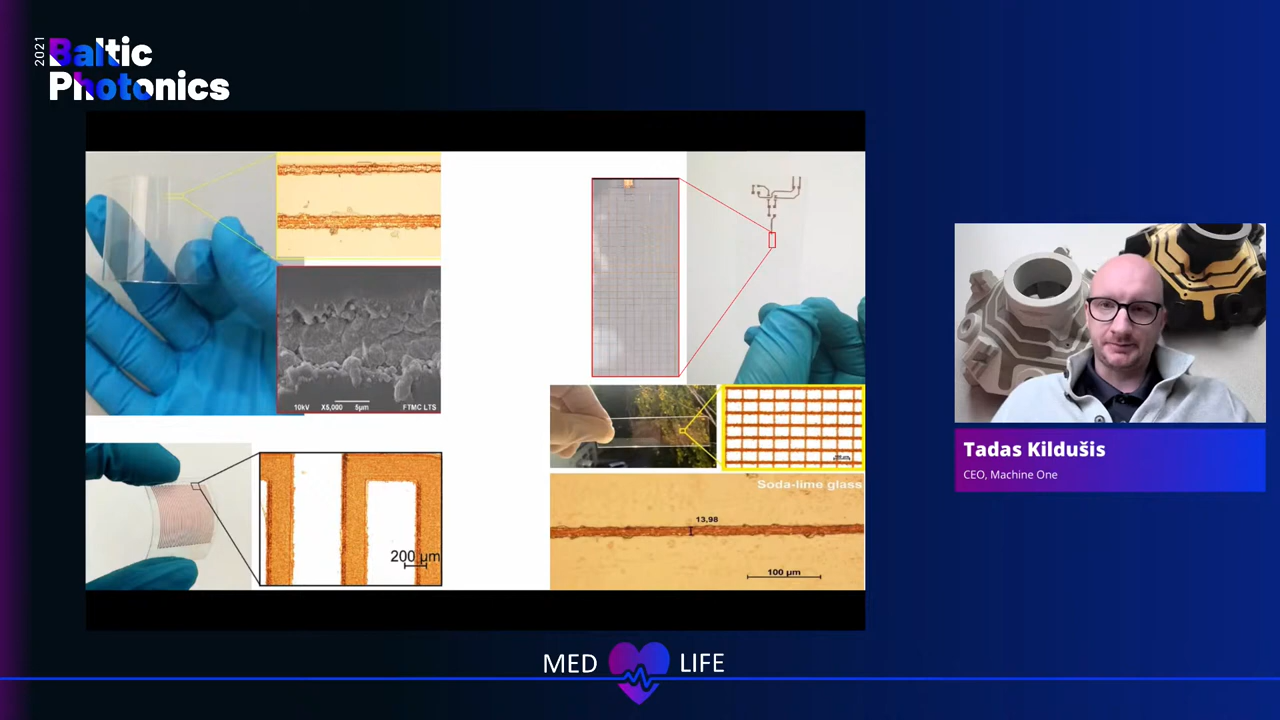 2021
Baltic
Photonics
10kV X5,000 5µm FTMC LTS
200 µm
Soda-lime glass
13.98
100 µm
Tadas Kildušis
CEO, Machine One
MED LIFE